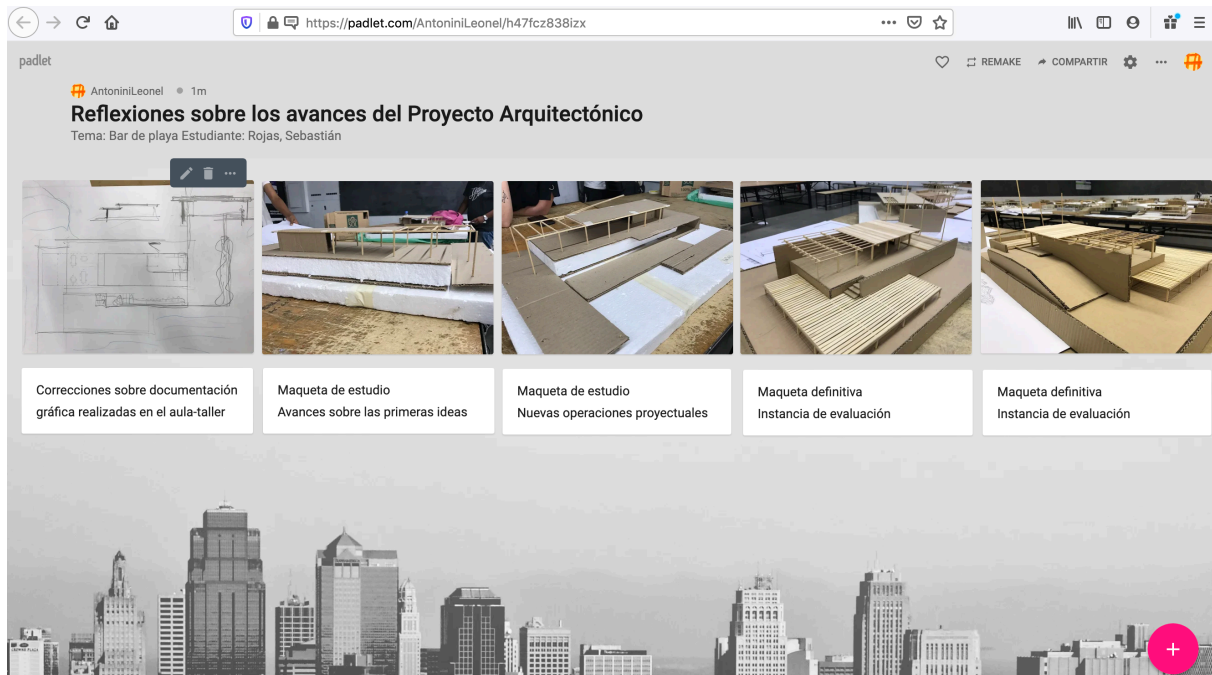 https://padlet.com/AntoniniLeonel/h47fcz838izx
padlet
REMAKE
COMPARTIR
AntoniniLeonel • 1m
Reflexiones sobre los avances del Proyecto Arquitectónico
Tema: Bar de playa Estudiante: Rojas, Sebastián
Correcciones sobre documentación
gráfica realizadas en el aula-taller
Maqueta de estudio
Avances sobre las primeras ideas
Maqueta de estudio
Nuevas operaciones proyectuales
Maqueta definitiva
Instancia de evaluación
Maqueta definitiva
Instancia de evaluación